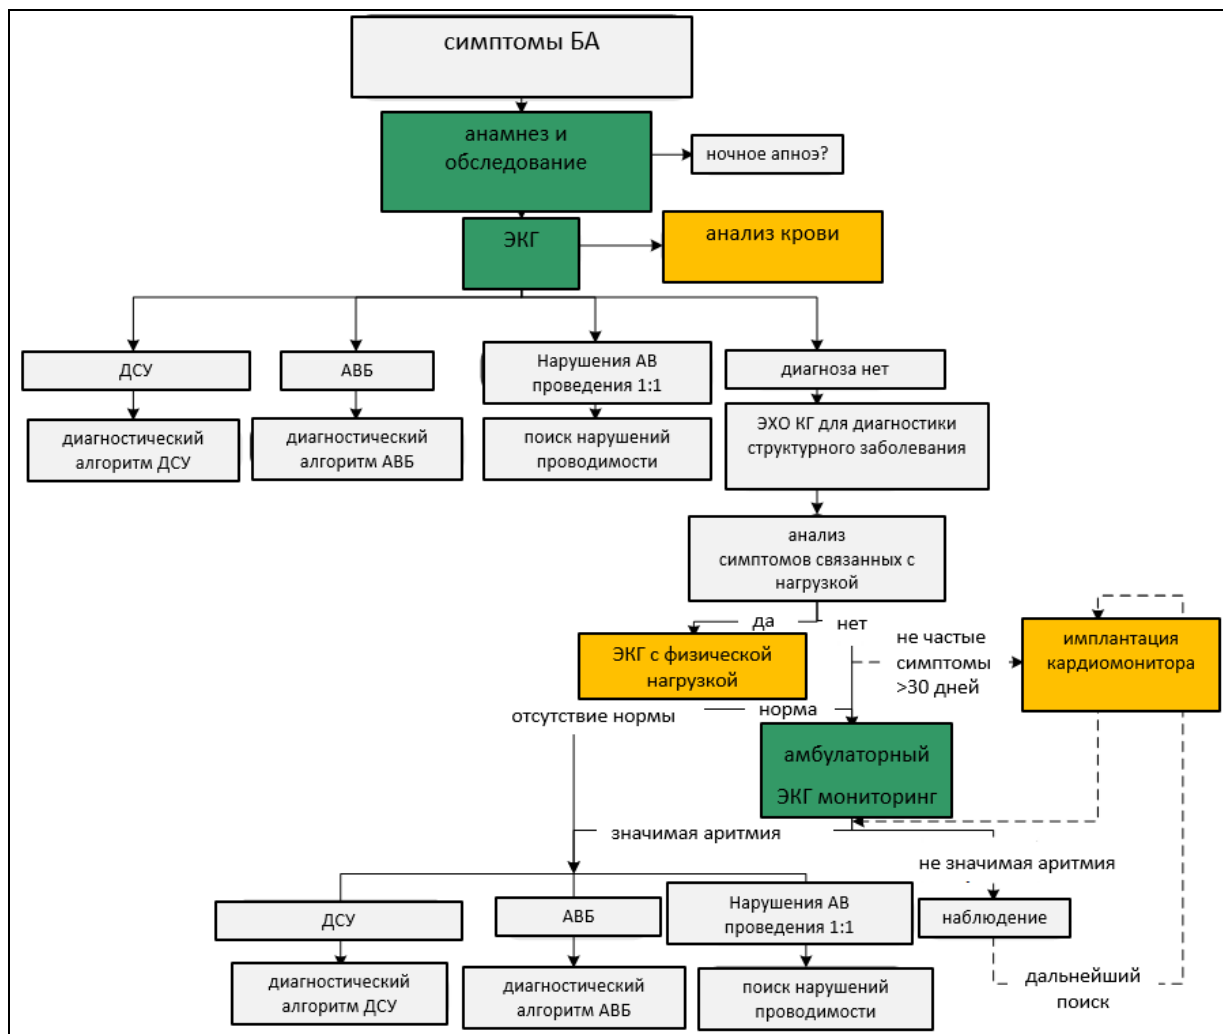 симптомы БА
анамнез и
обследование
ночное апноэ?
ЭКГ
анализ крови
ДСУ
АВБ
Нарушения АВ
проведения 1:1
диагноза нет
диагностический
алгоритм ДСУ
диагностический
алгоритм АВБ
поиск нарушений
проводимости
ЭХО КГ для диагностики
структурного заболевания
анализ
симптомов связанных с
нагрузкой
да
нет
ЭКГ с физической
нагрузкой
не частые
симптомы
>30 дней
имплантация
кардиомонитора
отсутствие нормы
норма
амбулаторный
ЭКГ мониторинг
значимая аритмия
не значимая аритмия
ДСУ
АВБ
Нарушения АВ
проведения 1:1
наблюдение
диагностический
алгоритм ДСУ
диагностический
алгоритм АВБ
поиск нарушений
проводимости
дальнейший
поиск